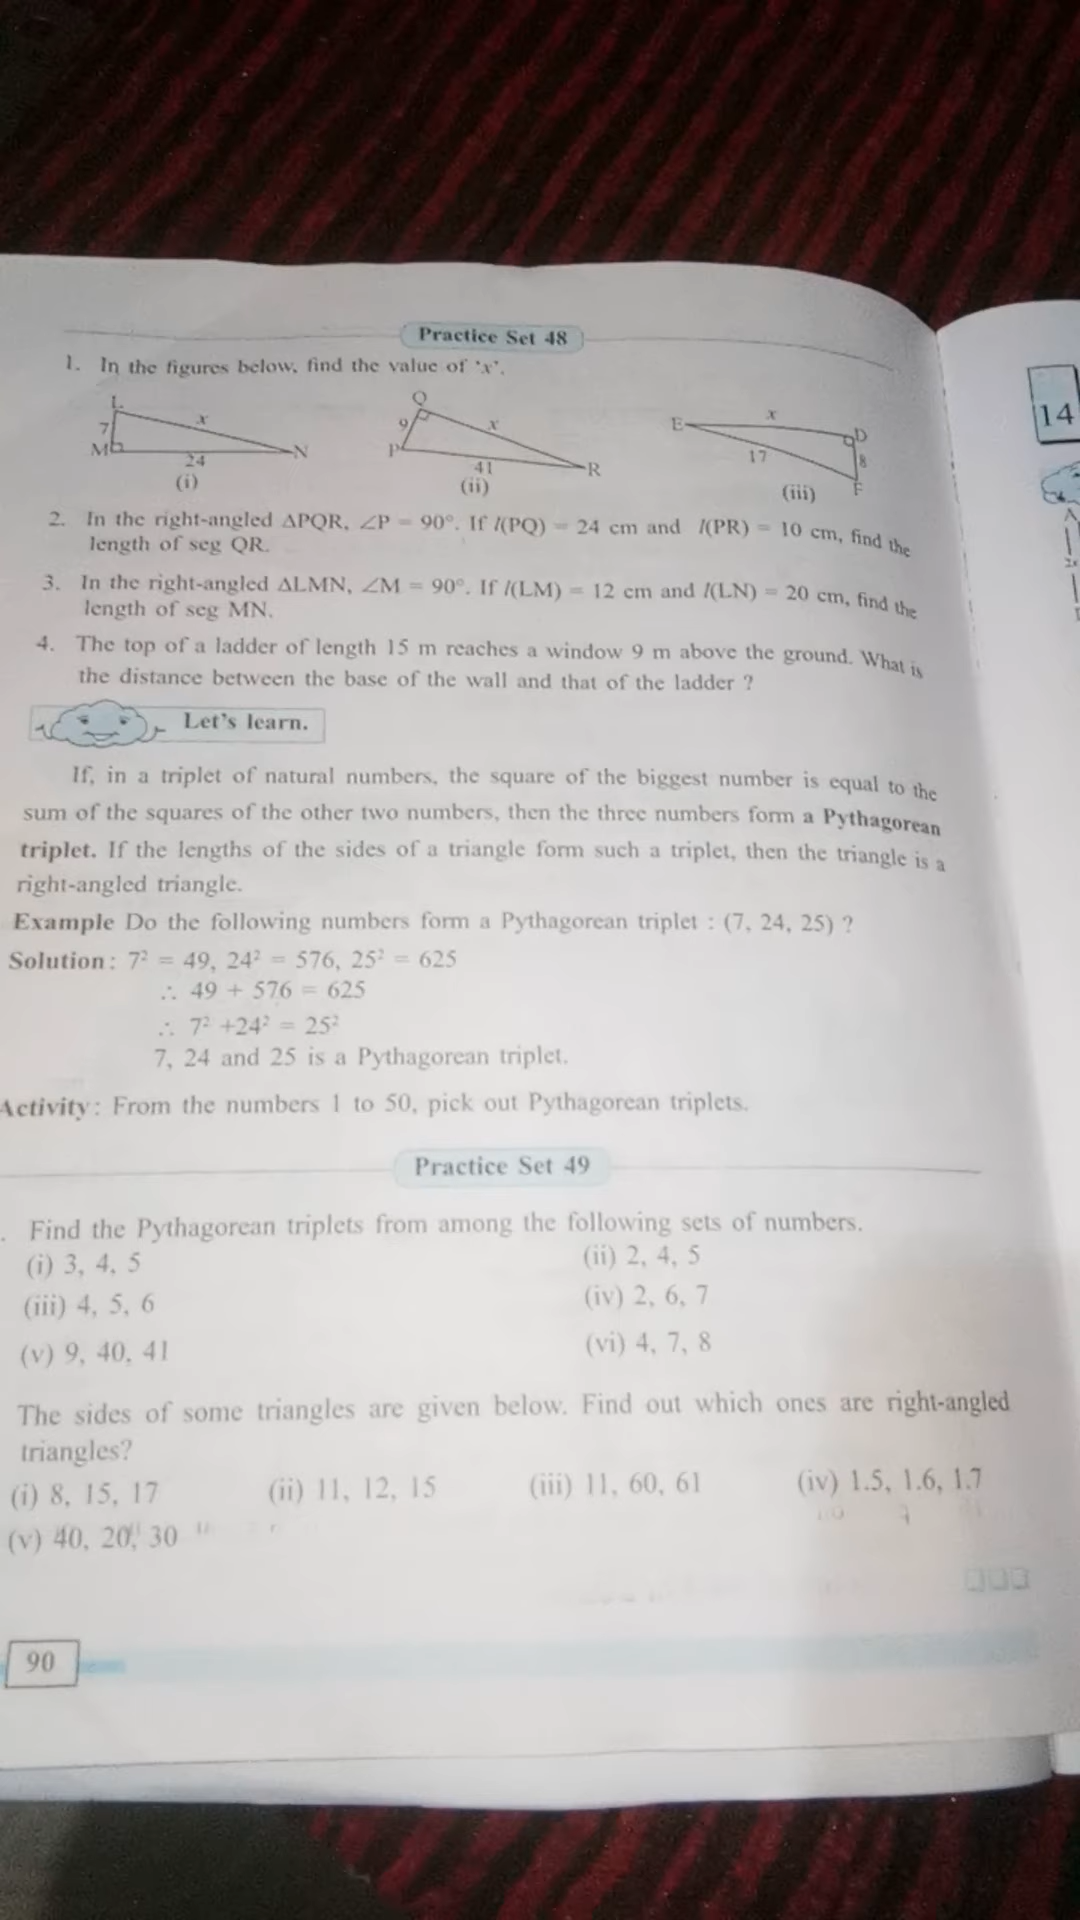 Practice Set 48
1. In the figures below, find the value of 'x'.
L
7
M
x
24
N
(i)
Q
9
P
x
41
R
(ii)
E
x
D
17
8
F
(iii)
2. In the right-angled ΔPQR, ∠P = 90°. If l(PQ) = 24 cm and l(PR) = 10 cm, find the
length of seg QR.
3. In the right-angled ΔLMN, ∠M = 90°. If l(LM) = 12 cm and l(LN) = 20 cm, find the
length of seg MN.
4. The top of a ladder of length 15 m reaches a window 9 m above the ground. What is
the distance between the base of the wall and that of the ladder ?
Let's learn.
If, in a triplet of natural numbers, the square of the biggest number is equal to the
sum of the squares of the other two numbers, then the three numbers form a Pythagorean
triplet. If the lengths of the sides of a triangle form such a triplet, then the triangle is a
right-angled triangle.
Example Do the following numbers form a Pythagorean triplet : (7, 24, 25) ?
Solution : 7² = 49, 24² = 576, 25² = 625
∴ 49 + 576 = 625
∴ 7² +24² = 25²
7, 24 and 25 is a Pythagorean triplet.
Activity : From the numbers 1 to 50, pick out Pythagorean triplets.
Practice Set 49
. Find the Pythagorean triplets from among the following sets of numbers.
(i) 3, 4, 5 (ii) 2, 4, 5
(iii) 4, 5, 6 (iv) 2, 6, 7
(v) 9, 40, 41 (vi) 4, 7, 8
The sides of some triangles are given below. Find out which ones are right-angled
triangles?
(i) 8, 15, 17 (ii) 11, 12, 15 (iii) 11, 60, 61 (iv) 1.5, 1.6, 1.7
(v) 40, 20, 30
90
14